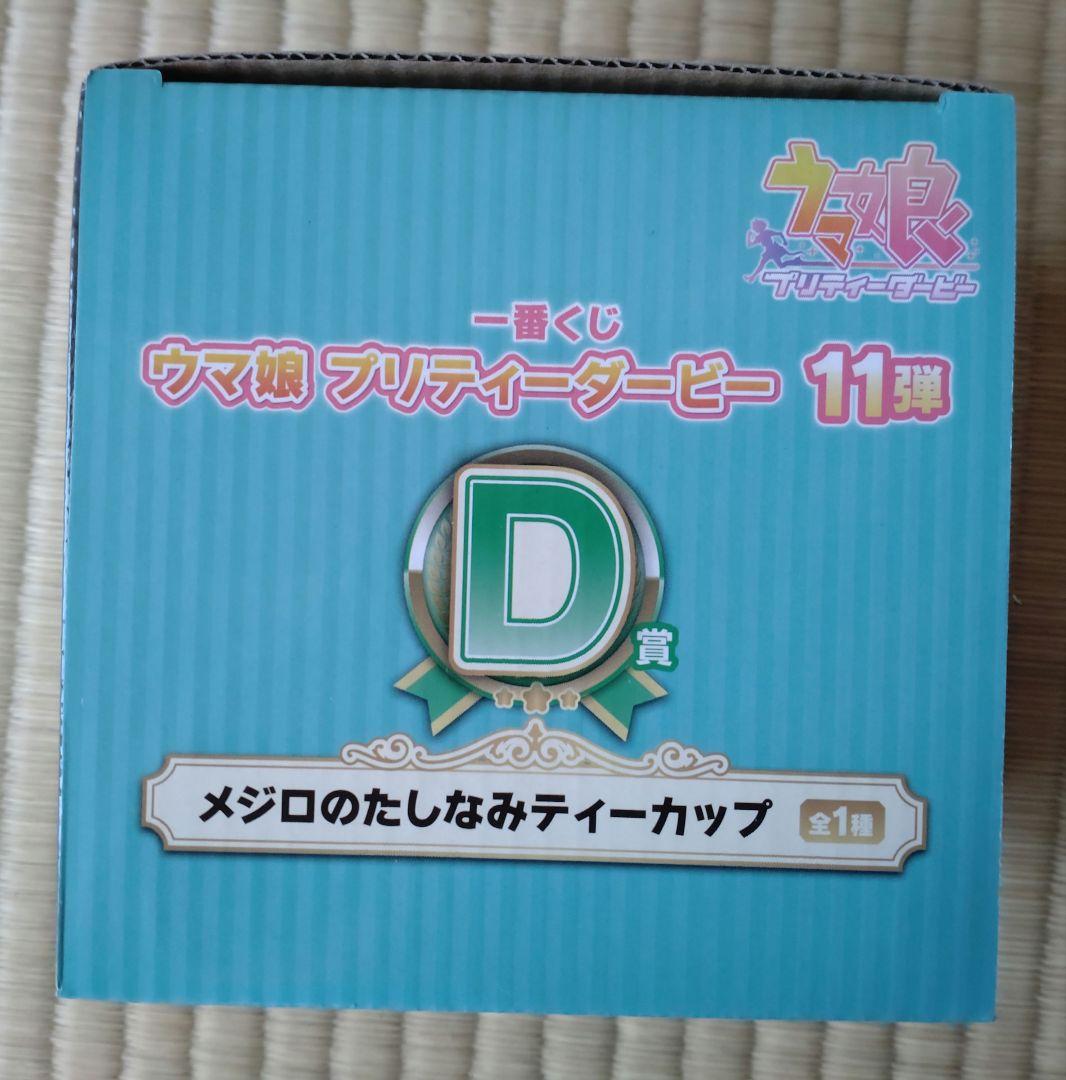 ウマ娘
プリティーダービー
一番くじ
ウマ娘 プリティーダービー 11弾
D賞
メジロのたしなみティーカップ 全1種